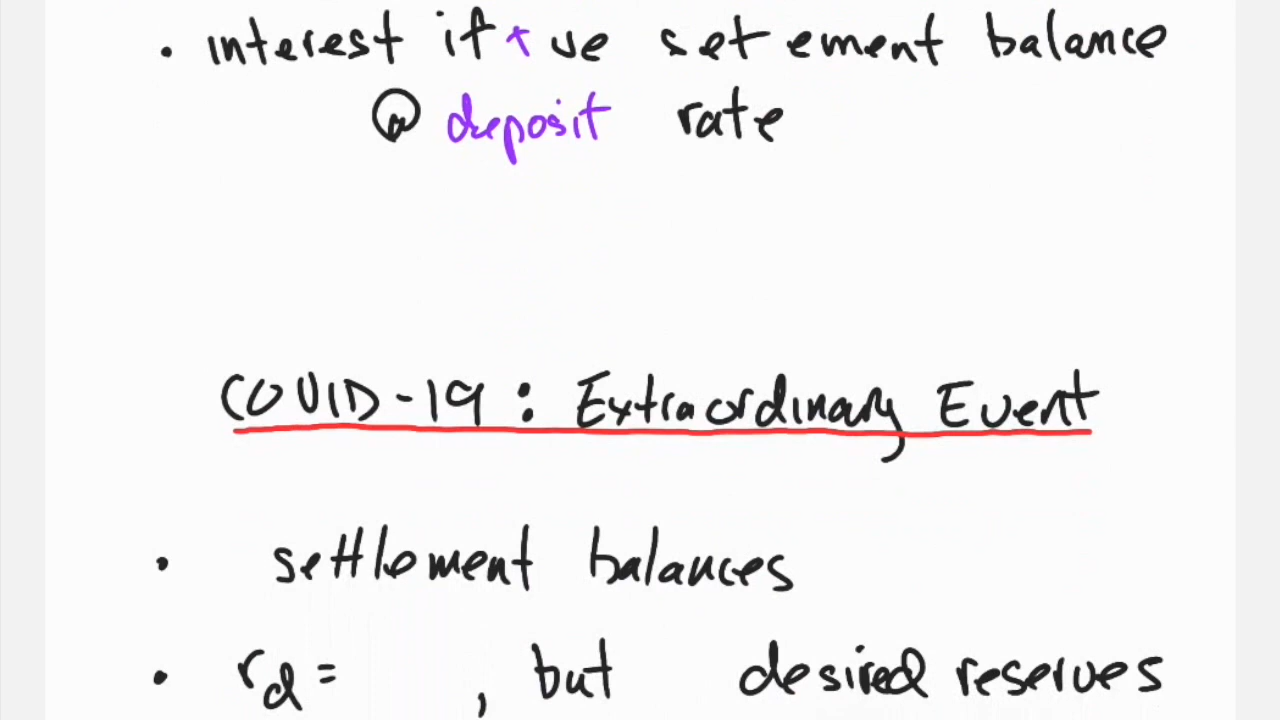 • interest if +ve setement balance
@ deposit rate
COVID-19 : Extraordinary Event
• settlement balances
• rd = , but desired reserves